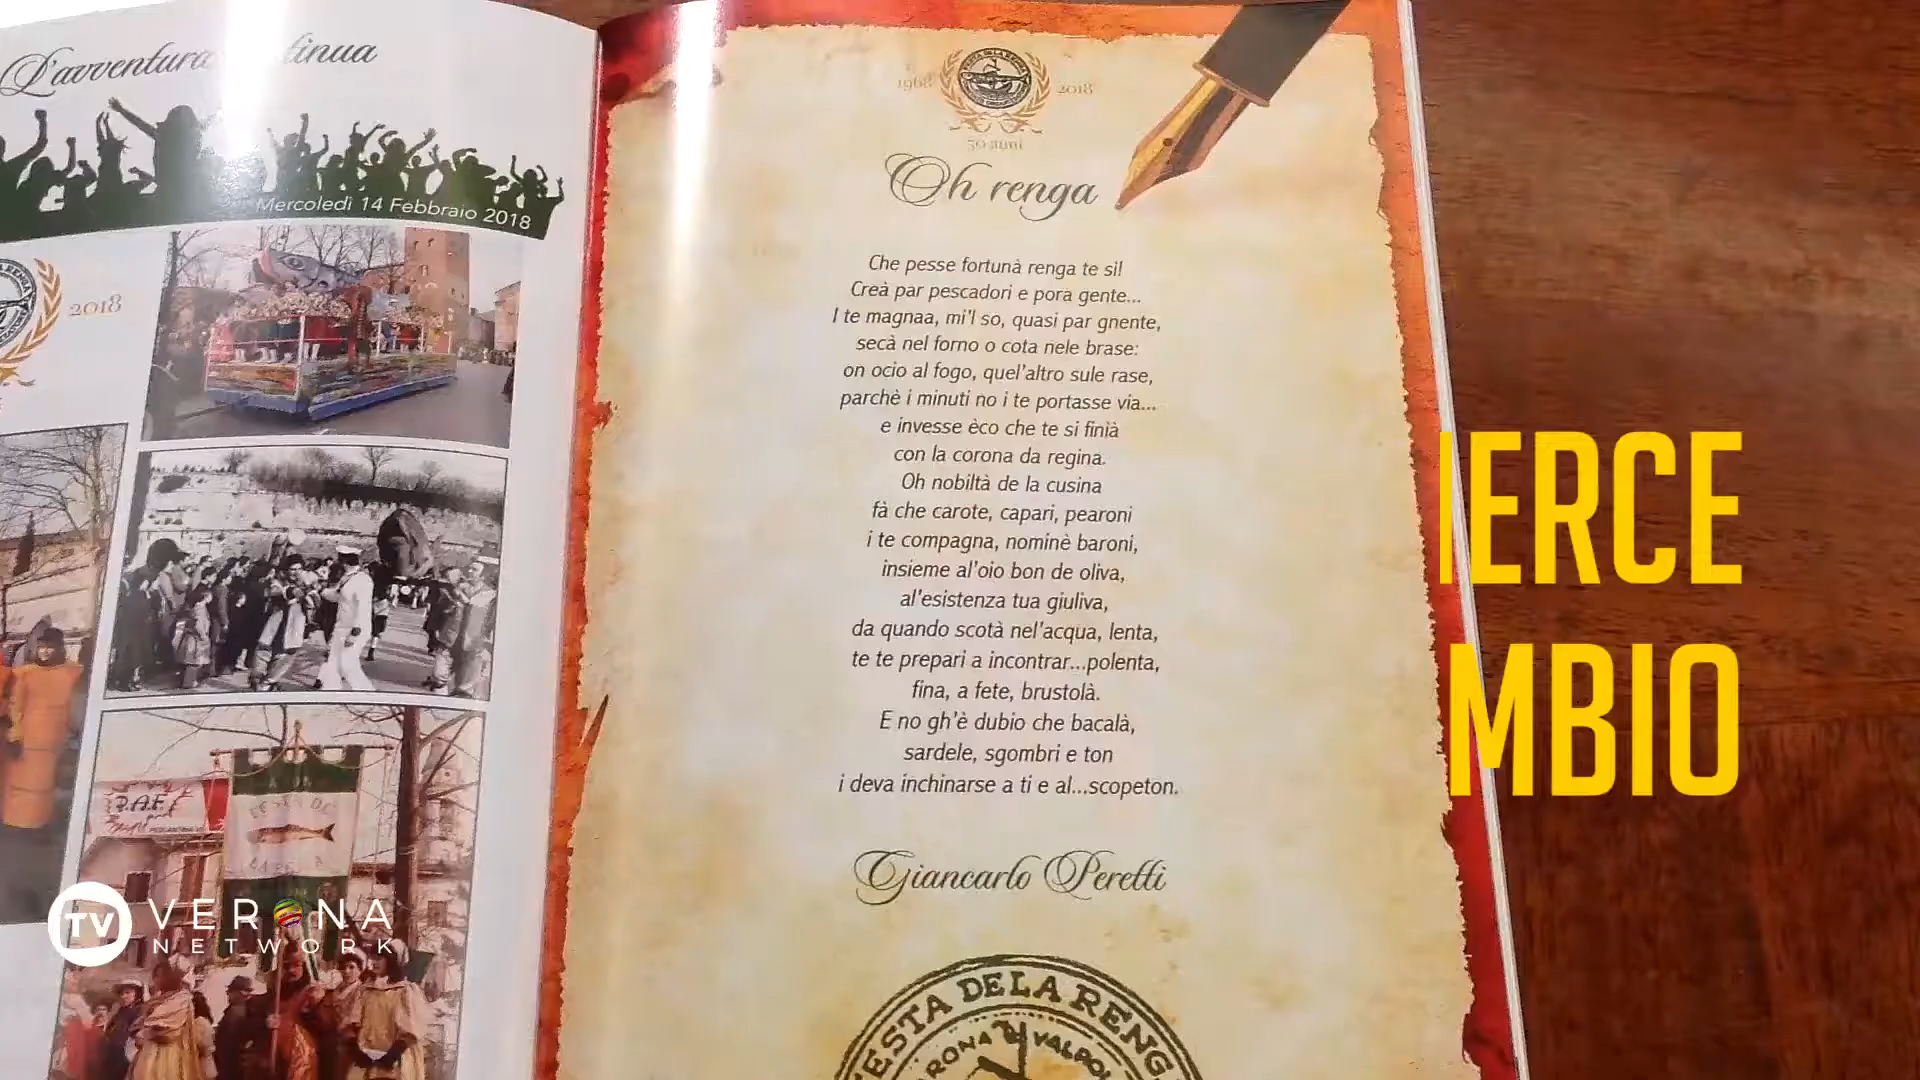 L'avventura
Mercoledì 14 Febbraio 2018
2018
1968
2018
50 anni
Oh renga
Che pesse fortunà renga te sil
Creà par pescadori e pora gente...
I te magnaa, mi'l so, quasi par gnente,
secà nel forno o cota nele brase:
on ocio al fogo, quel'altro sule rase,
parchè i minuti no i te portasse via...
e invesse èco che te si finià
con la corona da regina.
Oh nobiltà de la cusina
fà che carote, capari, pearoni
i te compagna, nominè baroni,
insieme al'oio bon de oliva,
al'esistenza tua giuliva,
da quando scotà nel'acqua, lenta,
te te prepari a incontrar...polenta,
fina, a fete, brustolà.
E no gh'è dubio che bacalà,
sardele, sgombri e ton
i deva inchinarse a ti e al...scopeton.
Giancarlo Peretti
ESTA DELA RENG
RONA VALPOL
IERCE
MBIO
TV VERONA
NETWORK